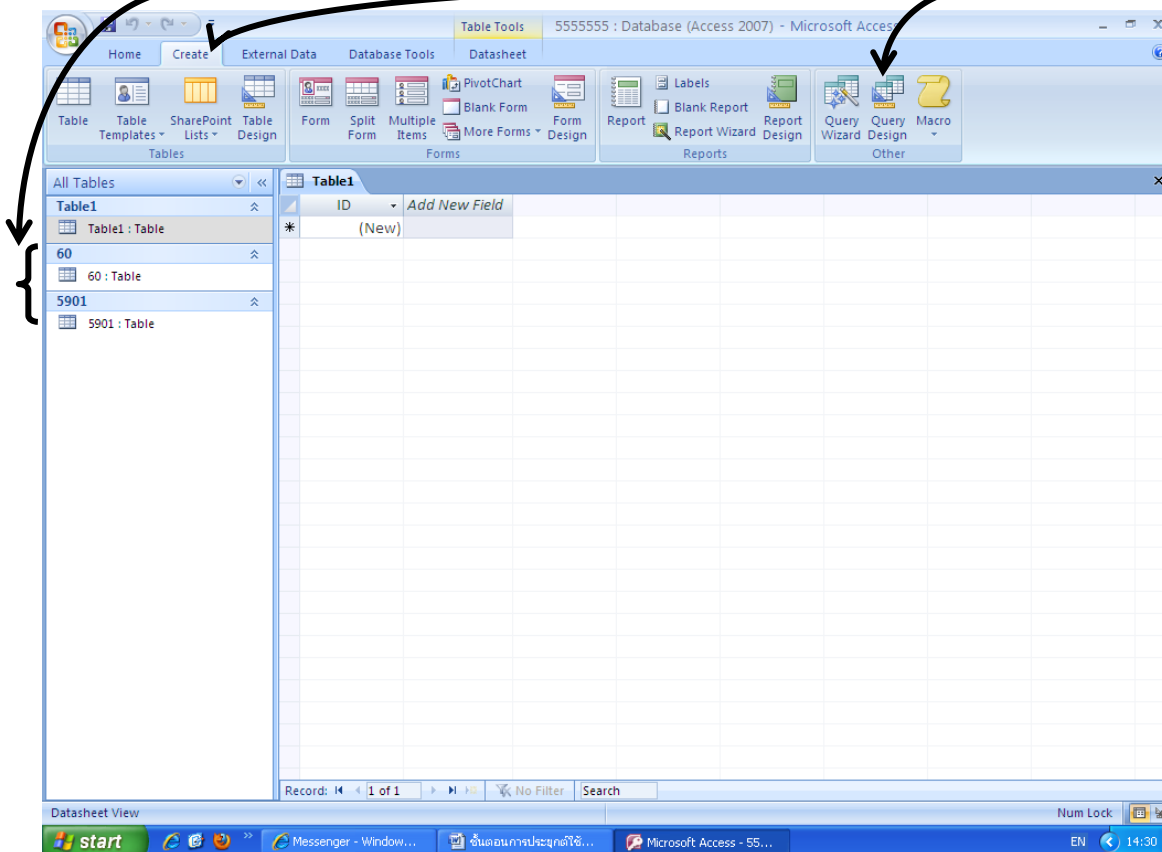 Table Tools 5555555 : Database (Access 2007) - Microsoft Access
Home Create External Data Database Tools Datasheet
Table
Table Templates
SharePoint Lists
Table Design
Tables
Form
Split Form
Multiple Items
PivotChart
Blank Form
More Forms
Form Design
Forms
Report
Labels
Blank Report
Report Wizard
Report Design
Reports
Query Wizard
Query Design
Macro
Other
All Tables
Table1
Table1 : Table
60
60 : Table
5901
5901 : Table
Table1
ID Add New Field
(New)
Record: 1 of 1 No Filter Search
Datasheet View Num Lock
start Messenger - Window... ขั้นตอนการประยุกต์ใช้... Microsoft Access - 55... EN 14:30